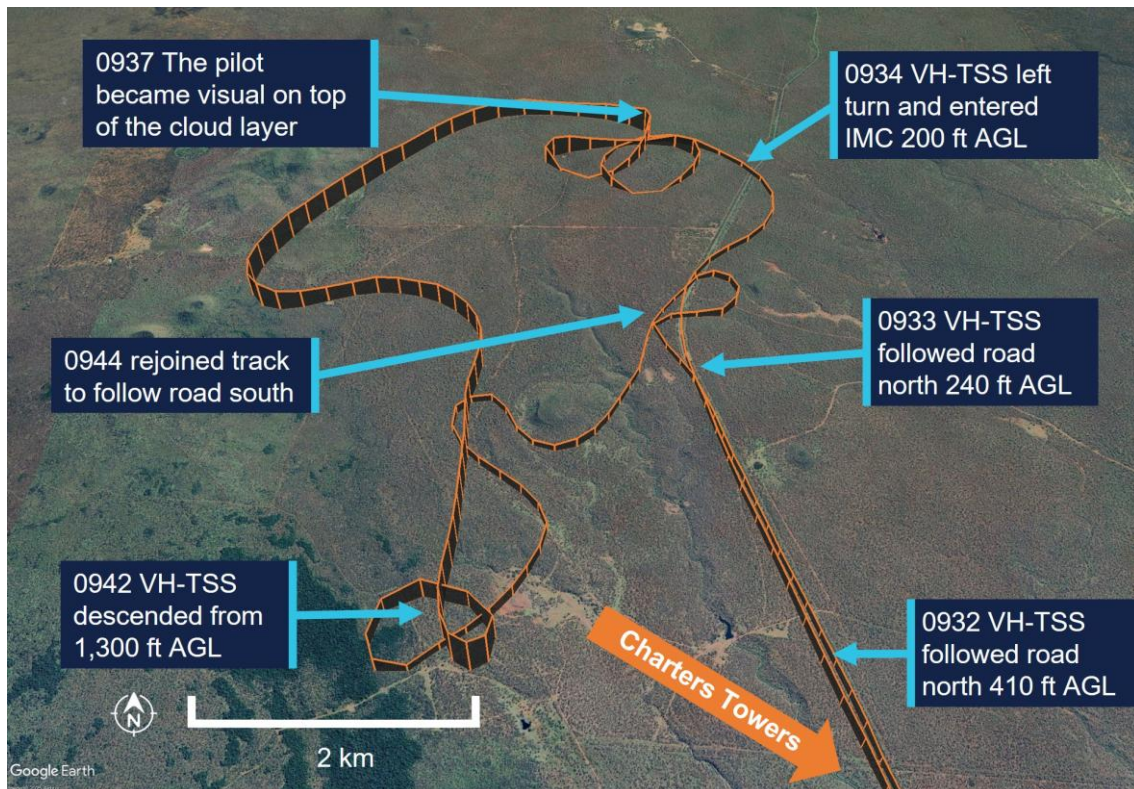 0937 The pilot
became visual on top
of the cloud layer
0934 VH-TSS left
turn and entered
IMC 200 ft AGL
0944 rejoined track
to follow road south
0933 VH-TSS
followed road
north 240 ft AGL
0942 VH-TSS
descended from
1,300 ft AGL
0932 VH-TSS
followed road
north 410 ft AGL
Charters Towers
N
2 km
Google Earth